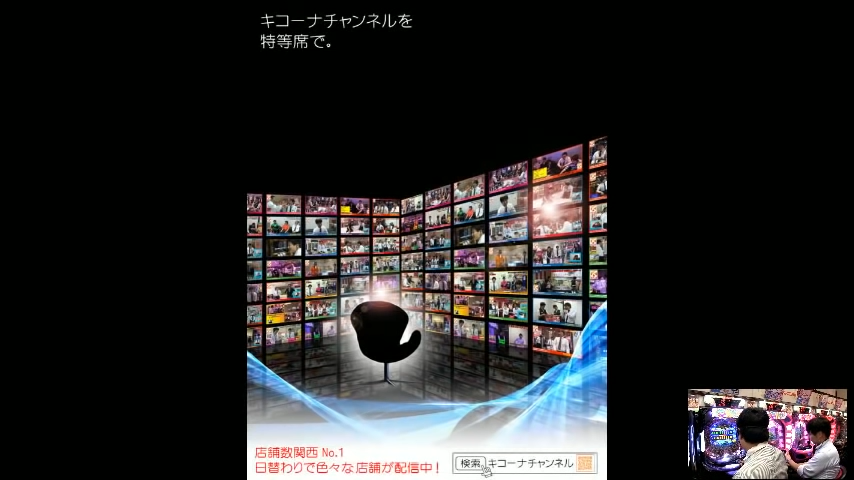 キコーナチャンネルを
特等席で。
店舗数関西 No.1
日替わりで色々な店舗が配信中！
検索 キコーナチャンネル